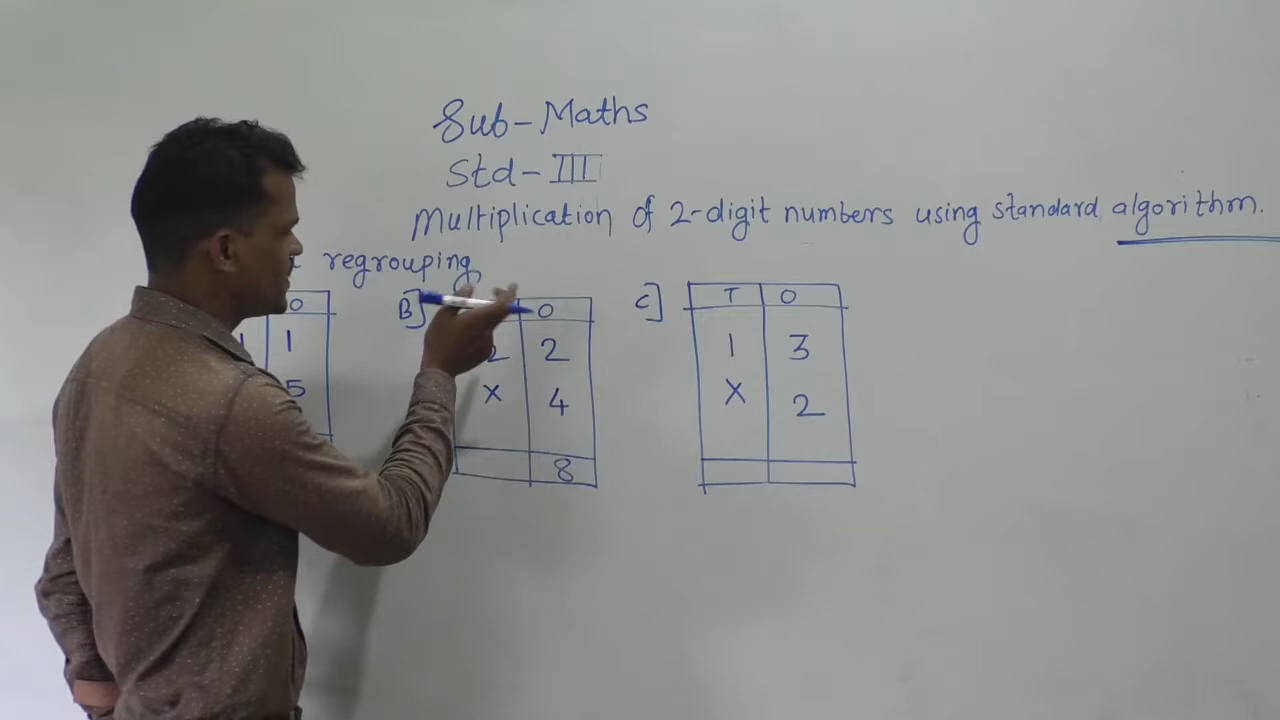 Sub-Maths
Std-III
Multiplication of 2-digit numbers using standard algorithm.
regrouping
O
1 1
5
B]
O
2 2
X 4
8
C]
T O
1 3
X 2